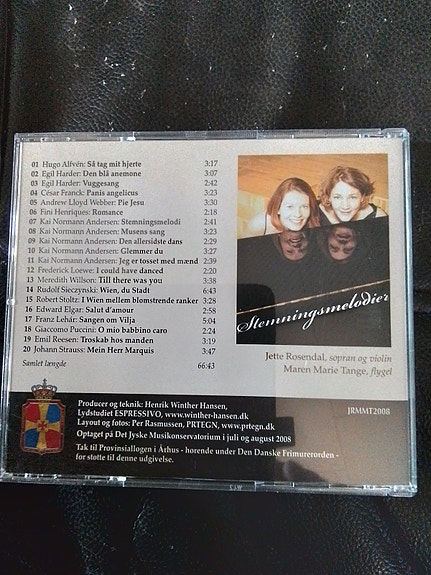 01 Hugo Alfvén: Så tag mit hjerte 3:17
02 Egil Harder: Den blå anemone 3:07
03 Egil Harder: Vuggesang 2:42
04 César Franck: Panis angelicus 3:23
05 Andrew Lloyd Webber: Pie Jesu 3:30
06 Fini Henriques: Romance 2:18
07 Kai Normann Andersen: Stemningsmelodi 2:41
08 Kai Normann Andersen: Musens sang 3:23
09 Kai Normann Andersen: Den allersidste dans 2:29
10 Kai Normann Andersen: Glemmer du 3:27
11 Kai Normann Andersen: Jeg er tosset med mænd 2:39
12 Frederick Loewe: I could have danced 2:20
13 Meredith Willson: Till there was you 3:38
14 Rudolf Sieczynski: Wien, du Stadt 6:43
15 Robert Stoltz: I Wien mellem blomstrende ranker 3:28
16 Edward Elgar: Salut d'amour 2:58
17 Franz Lehár: Sangen om Vilja 5:04
18 Giacomo Puccini: O mio babbino caro 2:24
19 Emil Reesen: Troskab hos manden 3:19
20 Johann Strauss: Mein Herr Marquis 3:47
Samlet længde 66:43
Stemningsmelodier
Jette Rosendal, sopran og violin
Maren Marie Tange, flygel
Producer og teknik: Henrik Winther Hansen,
Lydstudiet ESPRESSIVO, www.winther-hansen.dk
Layout og fotos: Per Rasmussen, PRTEGN, www.prtegn.dk
Optaget på Det Jyske Musikonservatorium i juli og august 2008
Tak til Provinsiallogen i Århus - hørende under Den Danske Frimurerorden -
for støtte til denne udgivelse.
JRMMT2008